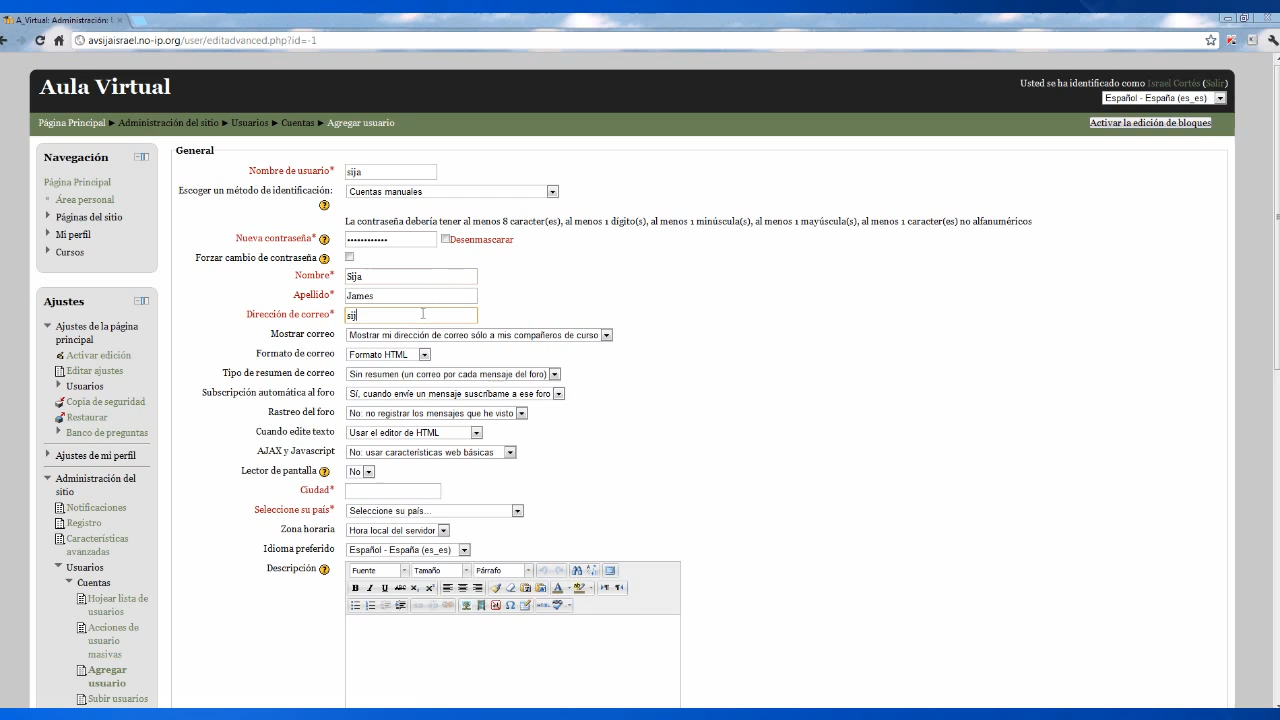 A_Virtual: Administración: U
avsijaisrael.no-ip.org/user/editadvanced.php?id=-1
Aula Virtual
Usted se ha identificado como Israel Cortés (Salir)
Español - España (es_es)
Página Principal ► Administración del sitio ► Usuarios ► Cuentas ► Agregar usuario
Activar la edición de bloques
Navegación
Página Principal
Área personal
Páginas del sitio
Mi perfil
Cursos
Ajustes
Ajustes de la página
principal
Activar edición
Editar ajustes
Usuarios
Copia de seguridad
Restaurar
Banco de preguntas
Ajustes de mi perfil
Administración del
sitio
Notificaciones
Registro
Características
avanzadas
Usuarios
Cuentas
Hojear lista de
usuarios
Acciones de
usuario
masivas
Agregar
usuario
Subir usuarios
General
Nombre de usuario* sija
Escoger un método de identificación: Cuentas manuales
La contraseña debería tener al menos 8 caracter(es), al menos 1 dígito(s), al menos 1 minúscula(s), al menos 1 mayúscula(s), al menos 1 caracter(es) no alfanuméricos
Nueva contraseña* •••••••••••• Desenmascarar
Forzar cambio de contraseña
Nombre* Sija
Apellido* James
Dirección de correo* sij
Mostrar correo Mostrar mi dirección de correo sólo a mis compañeros de curso
Formato de correo Formato HTML
Tipo de resumen de correo Sin resumen (un correo por cada mensaje del foro)
Subscripción automática al foro Sí, cuando envíe un mensaje suscríbame a ese foro
Rastreo del foro No: no registrar los mensajes que he visto
Cuando edite texto Usar el editor de HTML
AJAX y Javascript No: usar características web básicas
Lector de pantalla No
Ciudad*
Seleccione su país* Seleccione su país...
Zona horaria Hora local del servidor
Idioma preferido Español - España (es_es)
Descripción Fuente Tamaño Párrafo
B I U ABC X₂ X² A
HTML